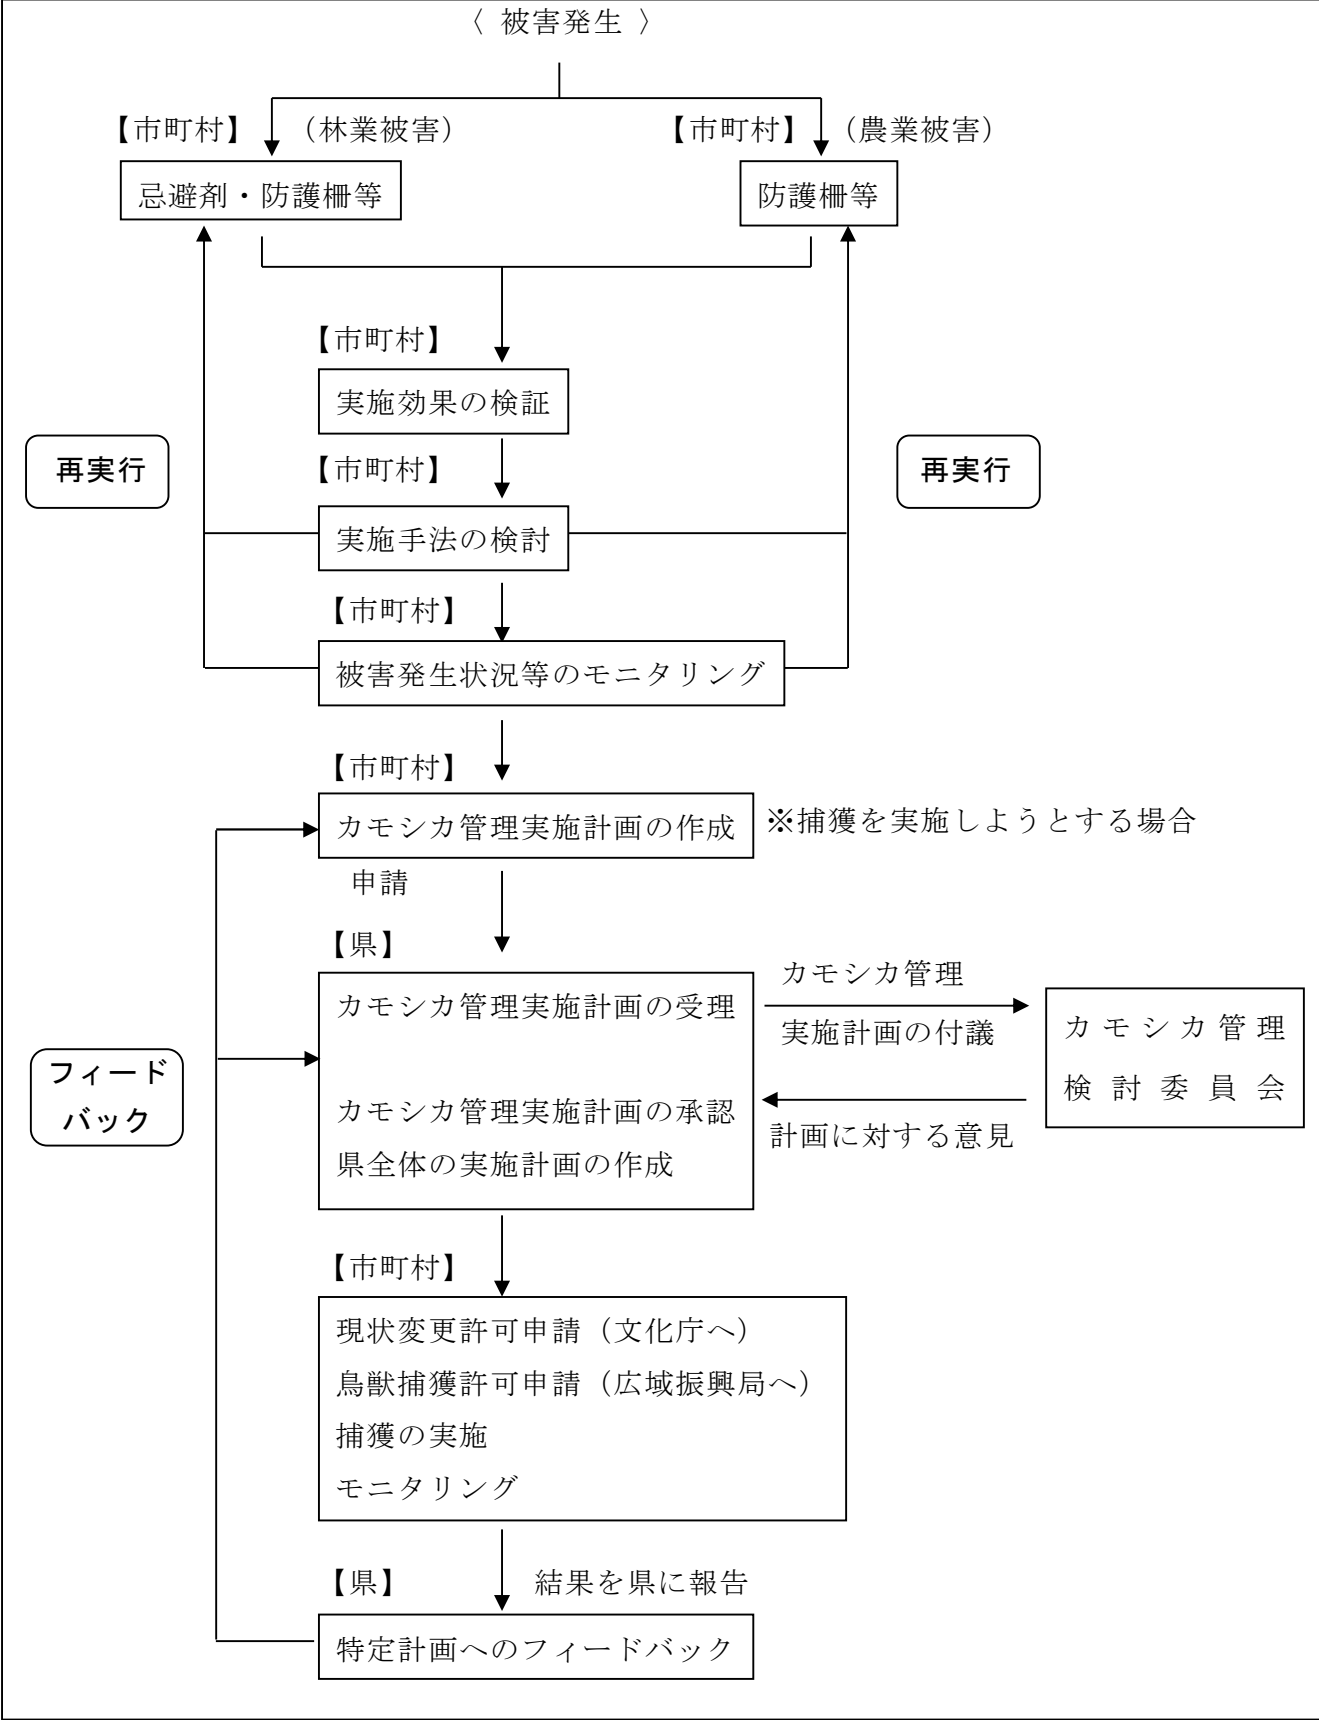 〈 被害発生 〉
【市町村】 （林業被害）
【市町村】 （農業被害）
忌避剤・防護柵等
防護柵等
【市町村】
実施効果の検証
再実行
【市町村】
再実行
実施手法の検討
【市町村】
被害発生状況等のモニタリング
【市町村】
カモシカ管理実施計画の作成
※捕獲を実施しようとする場合
申請
【県】
カモシカ管理実施計画の受理
カモシカ管理
実施計画の付議
カモシカ管理
検討委員会
フィード
バック
カモシカ管理実施計画の承認
県全体の実施計画の作成
計画に対する意見
【市町村】
現状変更許可申請（文化庁へ）
鳥獣捕獲許可申請（広域振興局へ）
捕獲の実施
モニタリング
【県】
結果を県に報告
特定計画へのフィードバック